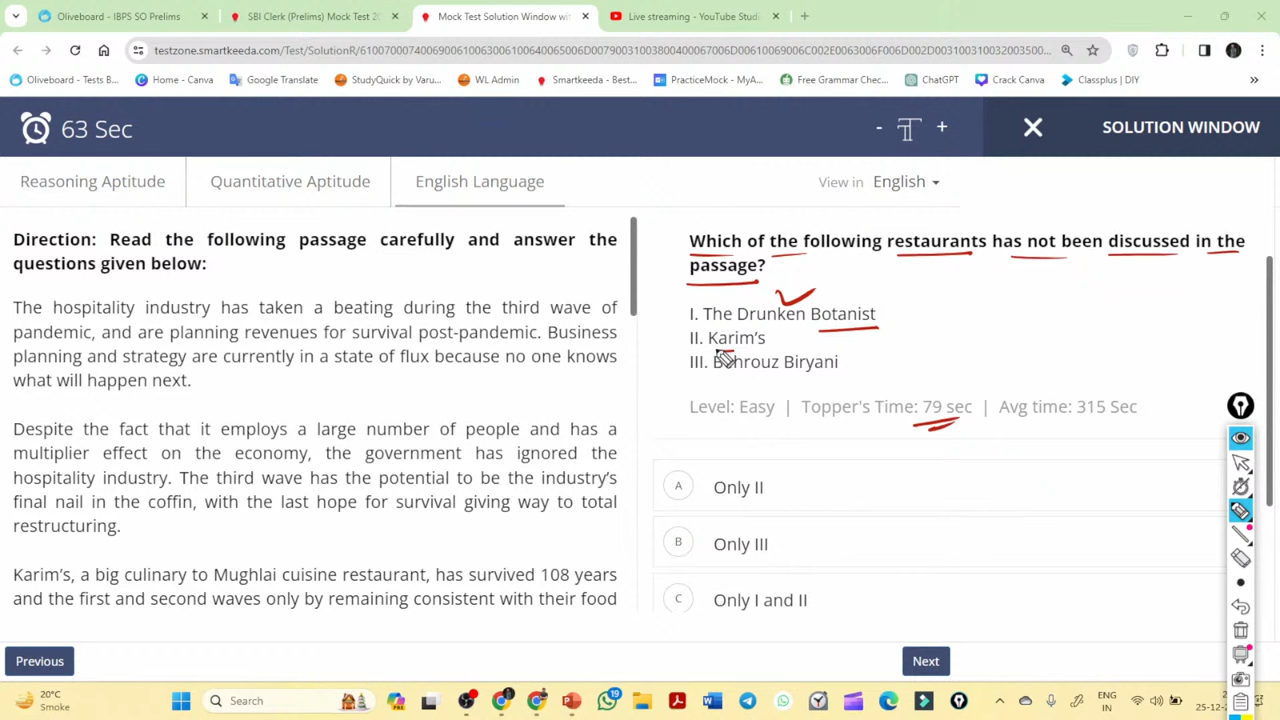 Oliveboard - IBPS SO Prelims
SBI Clerk (Prelims) Mock Test 20
Mock Test Solution Window wit
Live streaming - YouTube Stud
Oliveboard - Tests B...
Home - Canva
Google Translate
StudyQuick by Varu...
WL Admin
Smartkeeda - Best...
PracticeMock - MyA...
Free Grammar Chec...
ChatGPT
Crack Canva
Classplus | DIY
63 Sec
- T +
SOLUTION WINDOW
Reasoning Aptitude
Quantitative Aptitude
English Language
View in English
Direction: Read the following passage carefully and answer the
questions given below:
The hospitality industry has taken a beating during the third wave of
pandemic, and are planning revenues for survival post-pandemic. Business
planning and strategy are currently in a state of flux because no one knows
what will happen next.
Despite the fact that it employs a large number of people and has a
multiplier effect on the economy, the government has ignored the
hospitality industry. The third wave has the potential to be the industry's
final nail in the coffin, with the last hope for survival giving way to total
restructuring.
Karim's, a big culinary to Mughlai cuisine restaurant, has survived 108 years
and the first and second waves only by remaining consistent with their food
Which of the following restaurants has not been discussed in the
passage?
I. The Drunken Botanist
II. Karim's
III. Behrouz Biryani
Level: Easy | Topper's Time: 79 sec | Avg time: 315 Sec
A Only II
B Only III
C Only I and II
Previous
Next
20°C
Smoke
Search
19
ENG
IN
25-12-